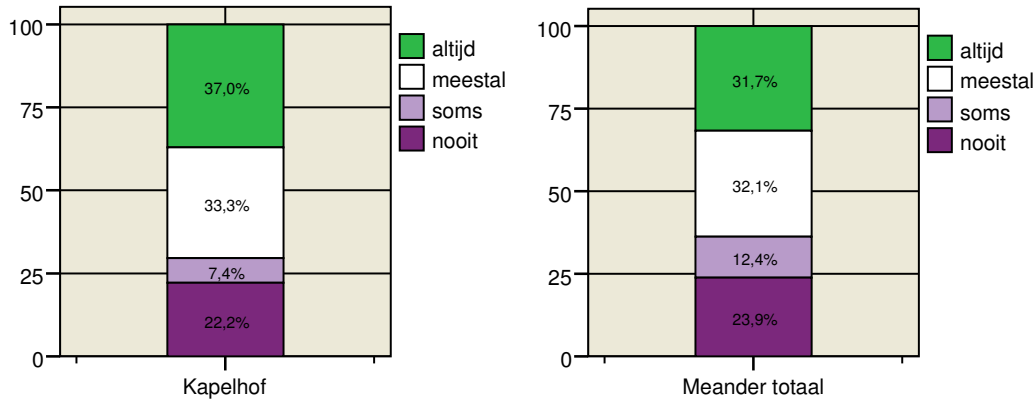 100
75
50
25
0
37,0%
33,3%
7,4%
22,2%
Kapelhof
altijd
meestal
soms
nooit
100
75
50
25
0
31,7%
32,1%
12,4%
23,9%
Meander totaal
altijd
meestal
soms
nooit